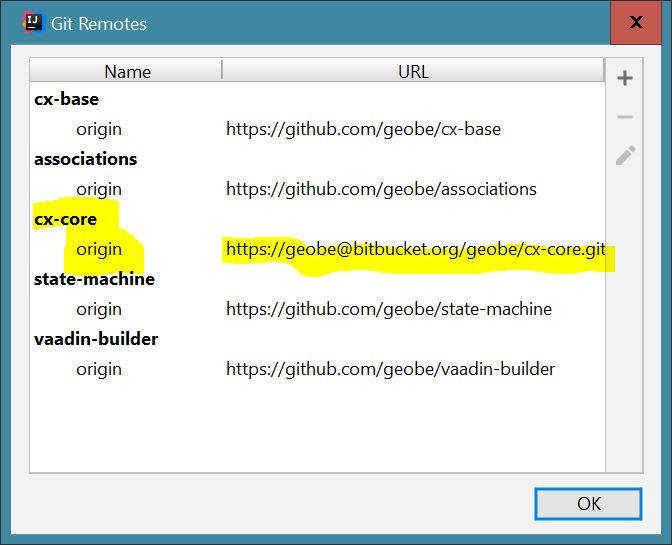 IJ Git Remotes X
Name URL
cx-base
origin https://github.com/geobe/cx-base
associations
origin https://github.com/geobe/associations
cx-core
origin https://geobe@bitbucket.org/geobe/cx-core.git
state-machine
origin https://github.com/geobe/state-machine
vaadin-builder
origin https://github.com/geobe/vaadin-builder
OK